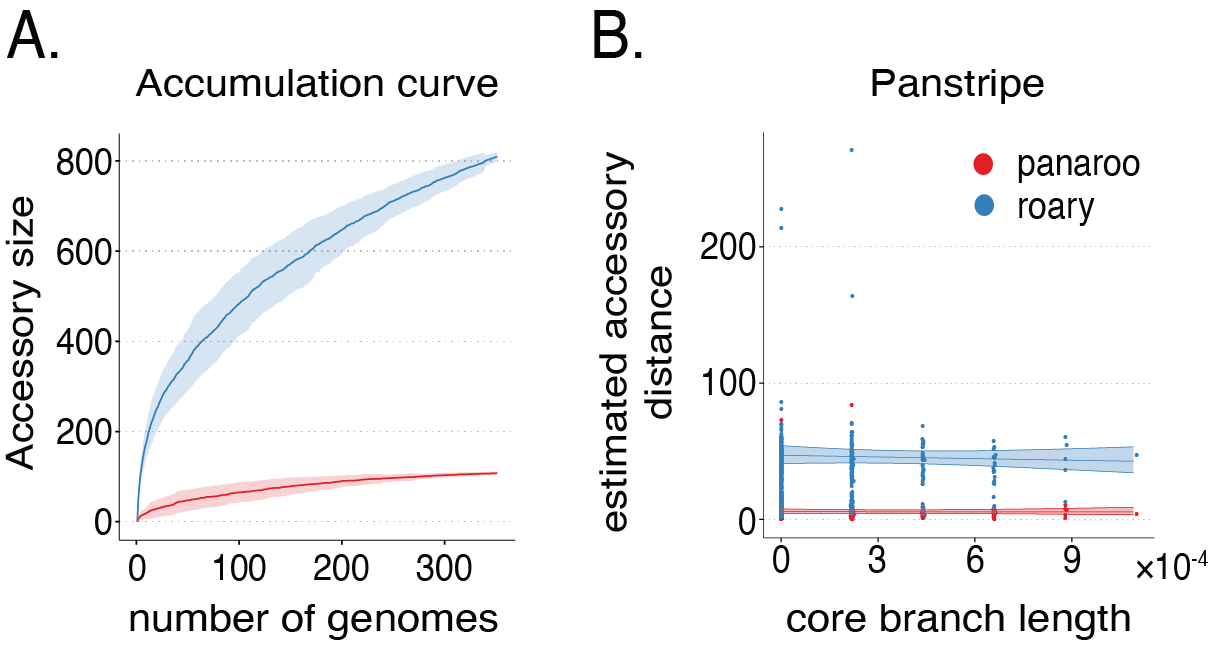 A.
Accumulation curve
Accessory size
800
600
400
200
0
0 100 200 300
number of genomes
B.
Panstripe
panaroo
roary
estimated accessory
distance
200
100
0
0 3 6 9 ×10⁻⁴
core branch length